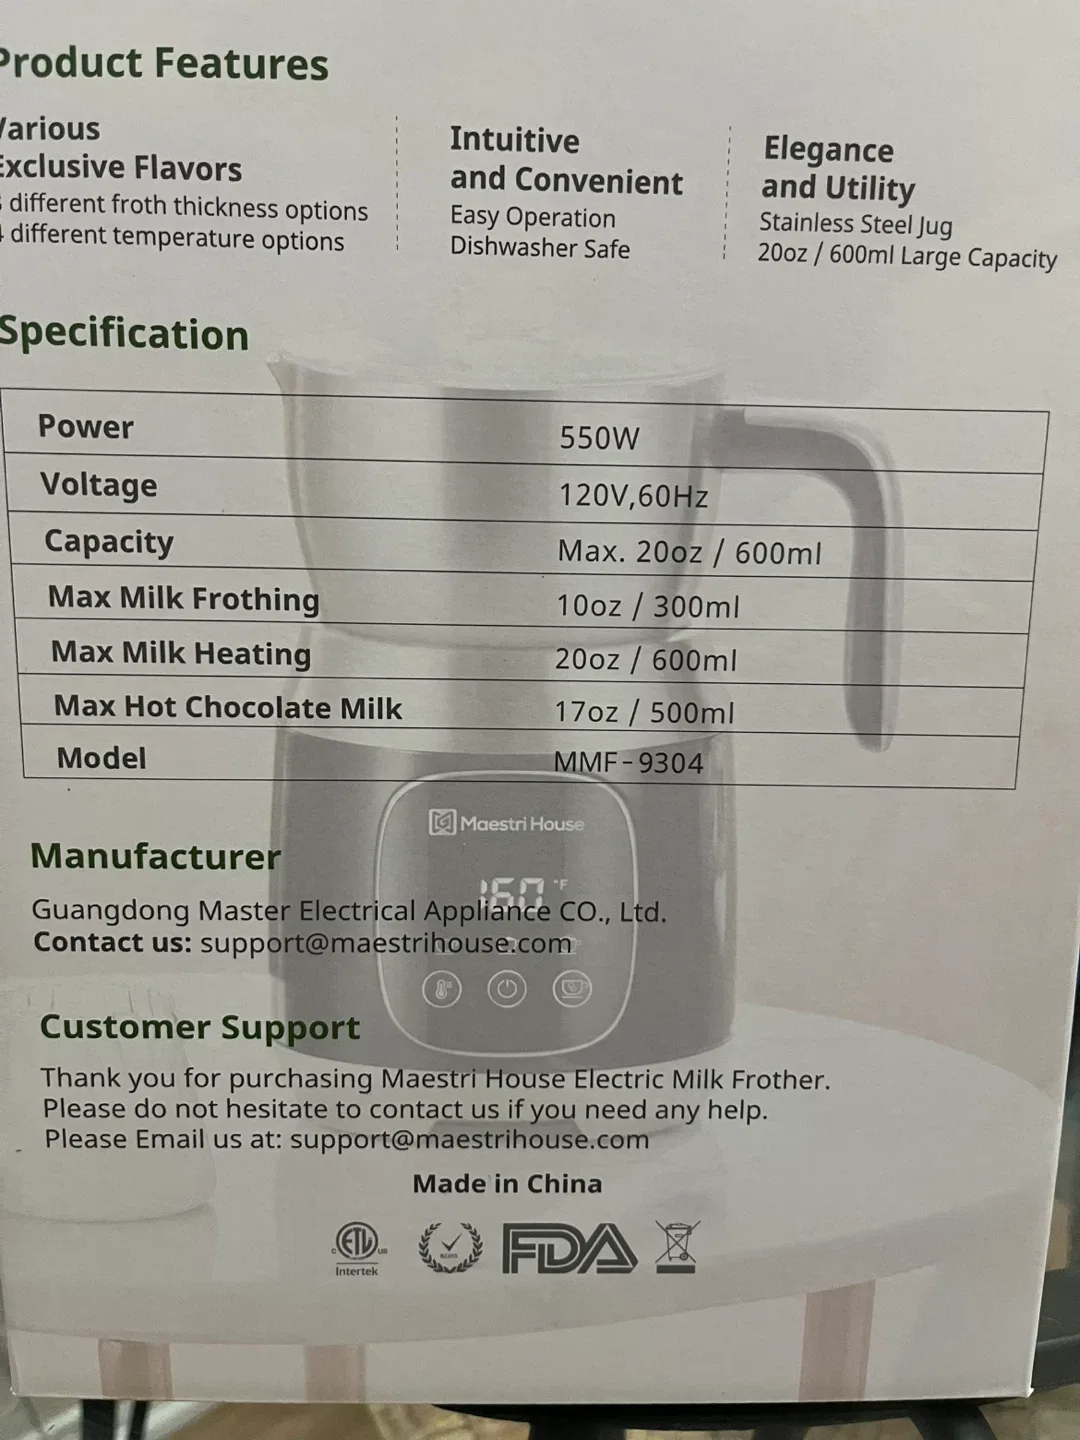 Product Features
Various
Exclusive Flavors
different froth thickness options
4 different temperature options
Intuitive
and Convenient
Easy Operation
Dishwasher Safe
Elegance
and Utility
Stainless Steel Jug
20oz / 600ml Large Capacity
Specification
Power 550W
Voltage 120V,60Hz
Capacity Max. 20oz / 600ml
Max Milk Frothing 10oz / 300ml
Max Milk Heating 20oz / 600ml
Max Hot Chocolate Milk 17oz / 500ml
Model MMF-9304
Maestri House
160 °F
Manufacturer
Guangdong Master Electrical Appliance CO., Ltd.
Contact us: support@maestrihouse.com
Customer Support
Thank you for purchasing Maestri House Electric Milk Frother.
Please do not hesitate to contact us if you need any help.
Please Email us at: support@maestrihouse.com
Made in China
c ETL us
Intertek
RoHS
FDA